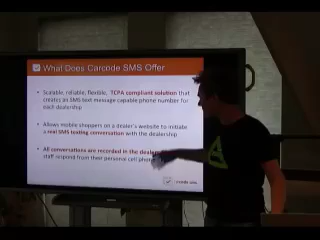 What Does Carcode SMS Offer
Scalable, reliable, flexible, TCPA compliant solution that
creates an SMS text message capable phone number for
each dealership
Allows mobile shoppers on a dealer's website to initiate
a real SMS texting conversation with the dealership
All conversations are recorded in the
staff respond from their personal cell